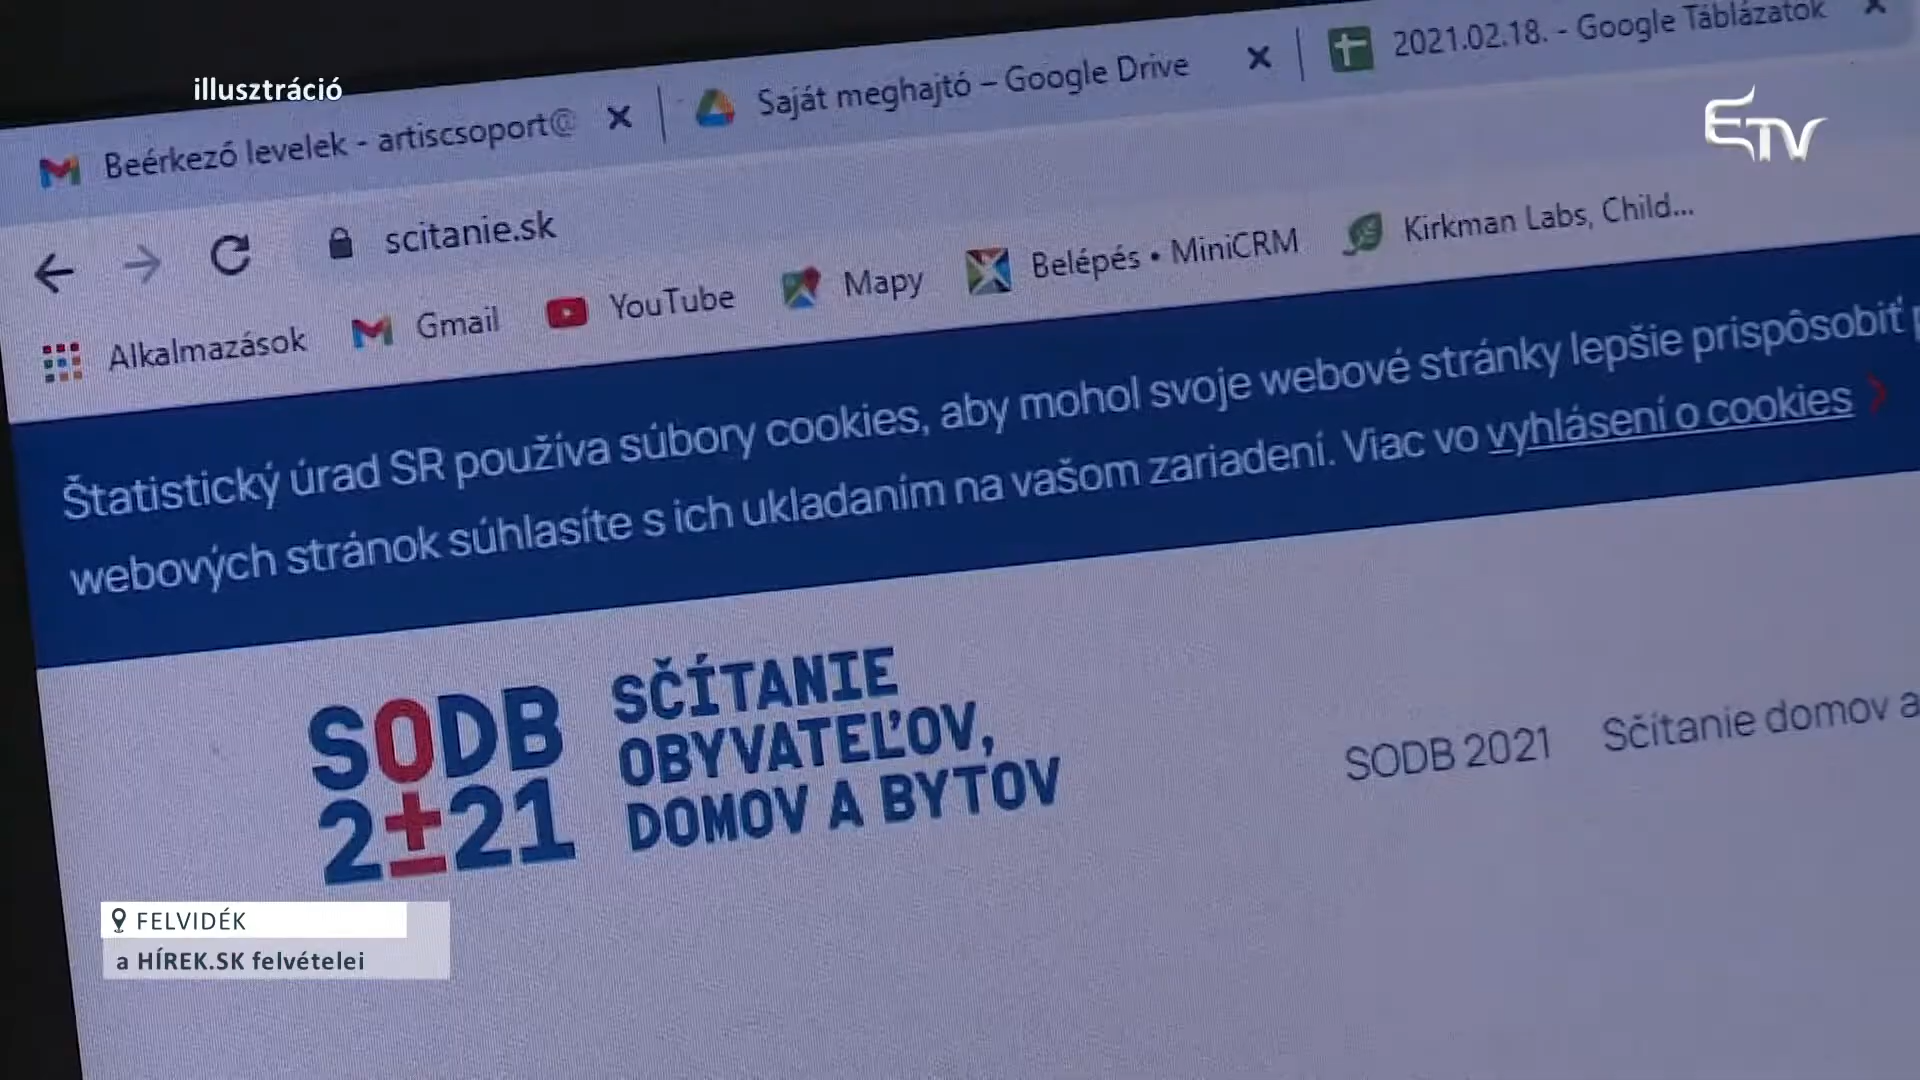 illusztráció
Beérkező levelek - artiscsoport@
Saját meghajtó – Google Drive
2021.02.18. - Google Táblázatok
ETV
scitanie.sk
Alkalmazások
Gmail
YouTube
Mapy
Belépés • MiniCRM
Kirkman Labs, Child...
Štatistický úrad SR používa súbory cookies, aby mohol svoje webové stránky lepšie prispôsobiť
webových stránok súhlasíte s ich ukladaním na vašom zariadení. Viac vo vyhlásení o cookies
SODB
2±21
SČÍTANIE
OBYVATEĽOV,
DOMOV A BYTOV
SODB 2021
Sčítanie domov a
FELVIDÉK
a HÍREK.SK felvételei